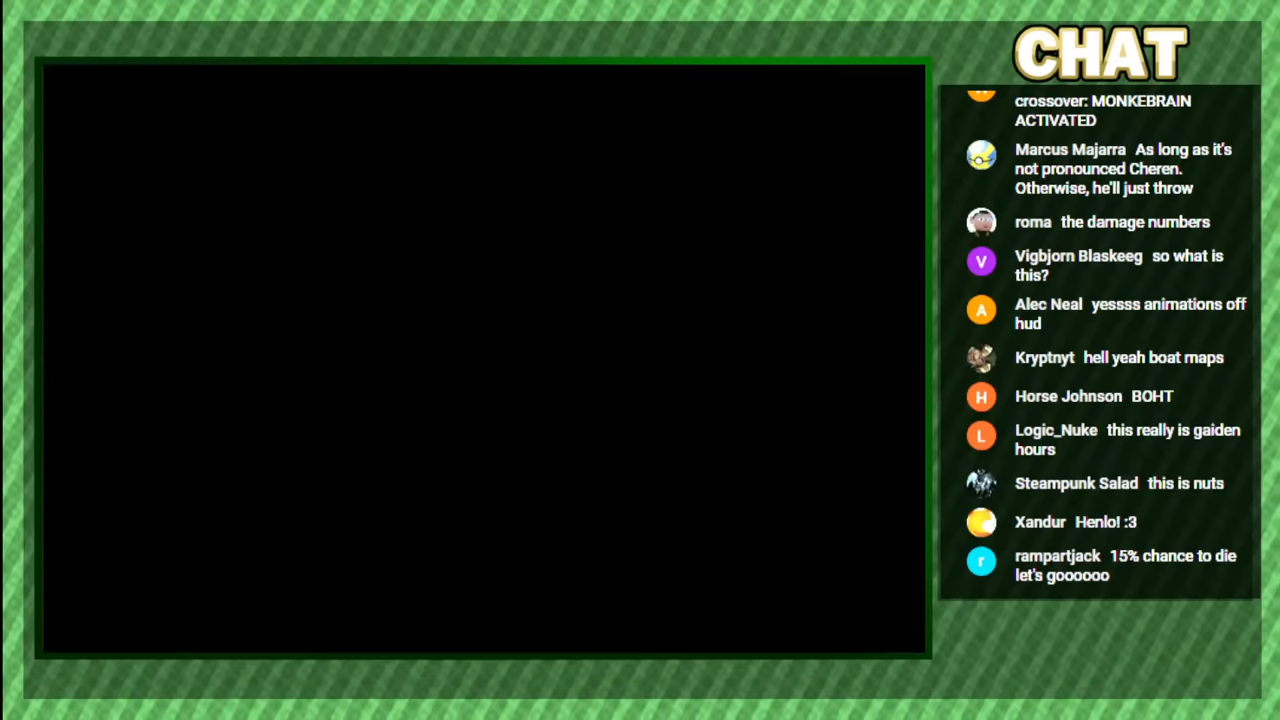 CHAT
crossover: MONKEBRAIN
ACTIVATED
Marcus Majarra As long as it's
not pronounced Cheren.
Otherwise, he'll just throw
roma the damage numbers
V
Vigbjorn Blaskeeg so what is
this?
A
Alec Neal yessss animations off
hud
Kryptnyt hell yeah boat maps
H
Horse Johnson BOHT
L
Logic_Nuke this really is gaiden
hours
Steampunk Salad this is nuts
Xandur Henlo! :3
r
rampartjack 15% chance to die
let's goooooo